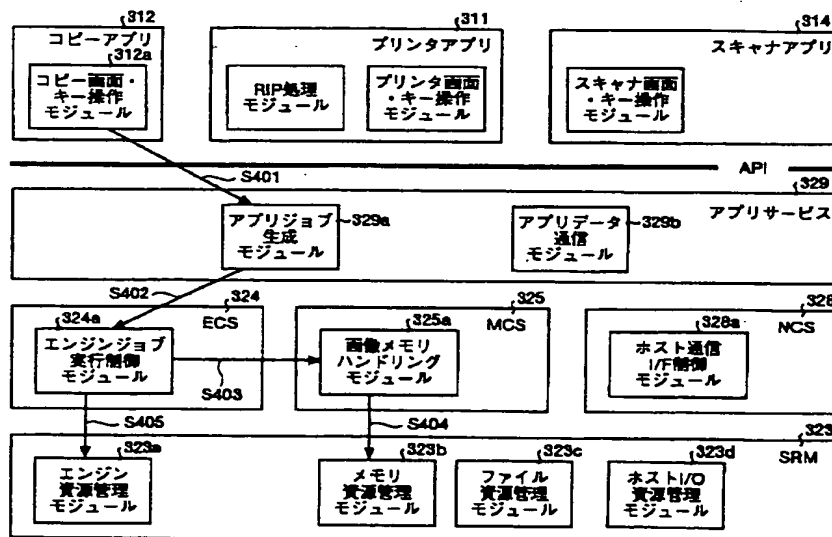 312
コピーアプリ
312a
コピー画面・
キー操作
モジュール
311
プリンタアプリ
RIP処理
モジュール
プリンタ画面
・キー操作
モジュール
314
スキャナアプリ
スキャナ画面
・キー操作
モジュール
API
S401
329
アプリサービス
アプリジョブ
生成
モジュール
329a
アプリデータ
通信
モジュール
329b
S402
324
ECS
324a
エンジンジョブ
実行制御
モジュール
S403
325
MCS
325a
画像メモリ
ハンドリング
モジュール
328
NCS
328a
ホスト通信
I/F制御
モジュール
S405
S404
323
SRM
323a
エンジン
資源管理
モジュール
323b
メモリ
資源管理
モジュール
323c
ファイル
資源管理
モジュール
323d
ホストI/O
資源管理
モジュール